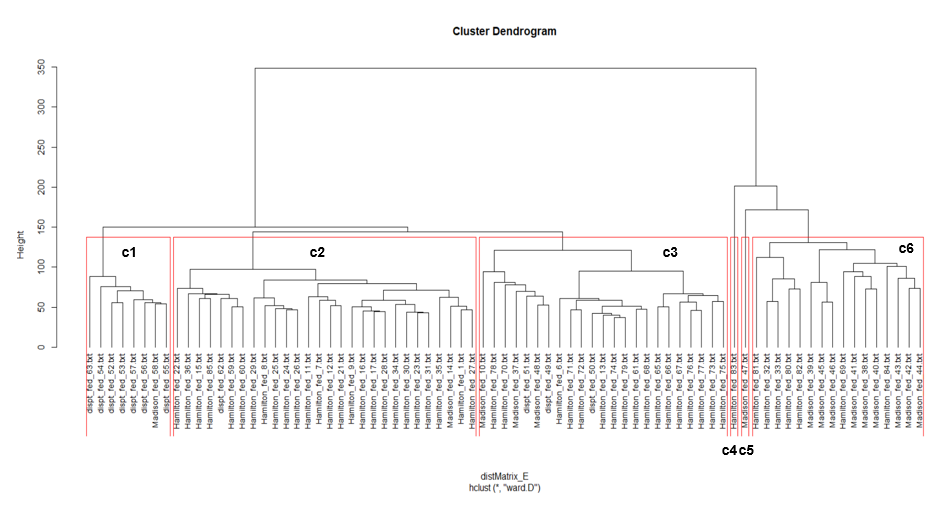 Cluster Dendrogram
350
300
250
200
150
100
50
0
Height
c1
c2
c3
c6
dispt_fed_63.txt
dispt_fed_54.txt
dispt_fed_52.txt
dispt_fed_53.txt
dispt_fed_57.txt
dispt_fed_56.txt
Madison_fed_58.txt
dispt_fed_55.txt
Hamilton_fed_22.txt
Hamilton_fed_36.txt
Hamilton_fed_15.txt
Hamilton_fed_85.txt
dispt_fed_62.txt
Hamilton_fed_59.txt
Hamilton_fed_60.txt
Hamilton_fed_29.txt
Hamilton_fed_8.txt
Hamilton_fed_25.txt
Hamilton_fed_24.txt
Hamilton_fed_26.txt
Hamilton_fed_11.txt
Hamilton_fed_7.txt
Hamilton_fed_12.txt
Hamilton_fed_21.txt
Hamilton_fed_9.txt
Hamilton_fed_16.txt
Hamilton_fed_17.txt
Hamilton_fed_28.txt
Hamilton_fed_34.txt
Hamilton_fed_30.txt
Hamilton_fed_23.txt
Hamilton_fed_31.txt
Hamilton_fed_35.txt
Madison_fed_14.txt
Hamilton_fed_1.txt
Hamilton_fed_27.txt
Madison_fed_10.txt
Hamilton_fed_78.txt
Hamilton_fed_70.txt
Madison_fed_37.txt
dispt_fed_51.txt
Madison_fed_48.txt
dispt_fed_49.txt
Hamilton_fed_6.txt
Hamilton_fed_71.txt
Hamilton_fed_72.txt
dispt_fed_50.txt
Hamilton_fed_13.txt
Hamilton_fed_74.txt
Hamilton_fed_79.txt
Hamilton_fed_61.txt
Hamilton_fed_68.txt
Hamilton_fed_65.txt
Hamilton_fed_66.txt
Hamilton_fed_67.txt
Hamilton_fed_76.txt
Hamilton_fed_77.txt
Hamilton_fed_73.txt
Hamilton_fed_75.txt
Hamilton_fed_83.txt
Madison_fed_47.txt
Hamilton_fed_81.txt
Hamilton_fed_32.txt
Hamilton_fed_33.txt
Hamilton_fed_80.txt
Hamilton_fed_82.txt
Madison_fed_39.txt
Madison_fed_45.txt
Madison_fed_46.txt
Hamilton_fed_69.txt
Madison_fed_41.txt
Madison_fed_38.txt
Madison_fed_40.txt
Hamilton_fed_84.txt
Madison_fed_43.txt
Madison_fed_42.txt
Madison_fed_44.txt
c4 c5
distMatrix_E
hclust (*, "ward.D")